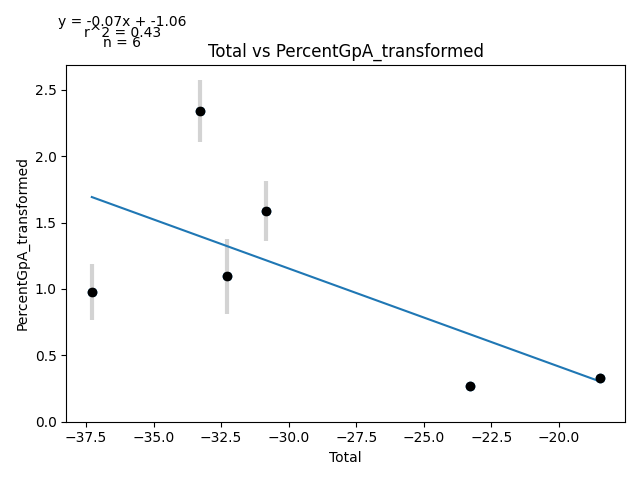 y = -0.07x + -1.06
r^2 = 0.43
n = 6
Total vs PercentGpA_transformed
PercentGpA_transformed
2.5
2.0
1.5
1.0
0.5
0.0
−37.5 −35.0 −32.5 −30.0 −27.5 −25.0 −22.5 −20.0
Total